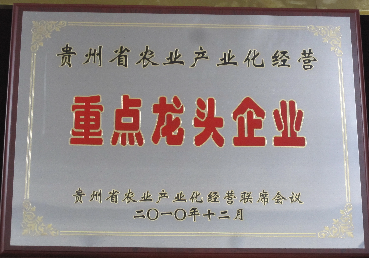 贵州省农业产业化经营
重点龙头企业
贵州省农业产业化经营联席会议
二〇一〇年十二月